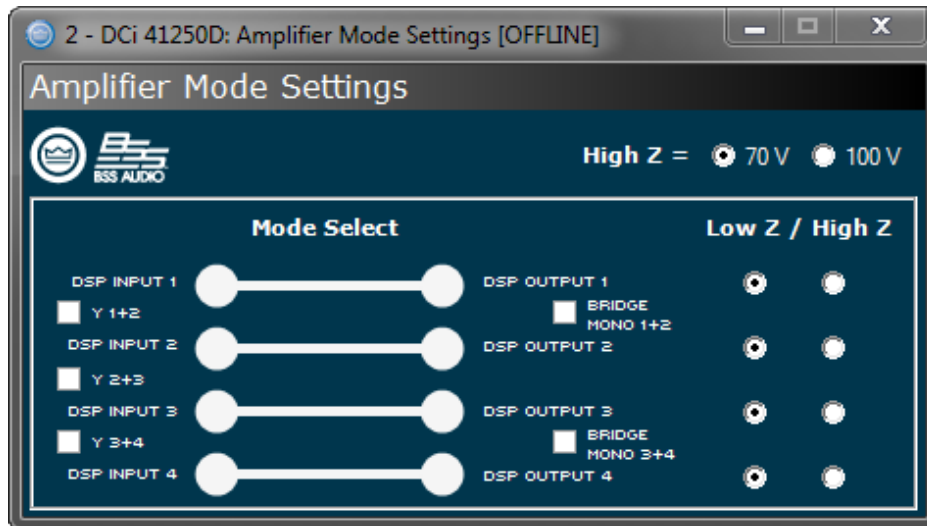 2 - DCi 41250D: Amplifier Mode Settings [OFFLINE]
Amplifier Mode Settings
BSS AUDIO
High Z = 70 V 100 V
Mode Select Low Z / High Z
DSP INPUT 1 DSP OUTPUT 1
Y 1+2 BRIDGE
MONO 1+2
DSP INPUT 2 DSP OUTPUT 2
Y 2+3
DSP INPUT 3 DSP OUTPUT 3
Y 3+4 BRIDGE
MONO 3+4
DSP INPUT 4 DSP OUTPUT 4